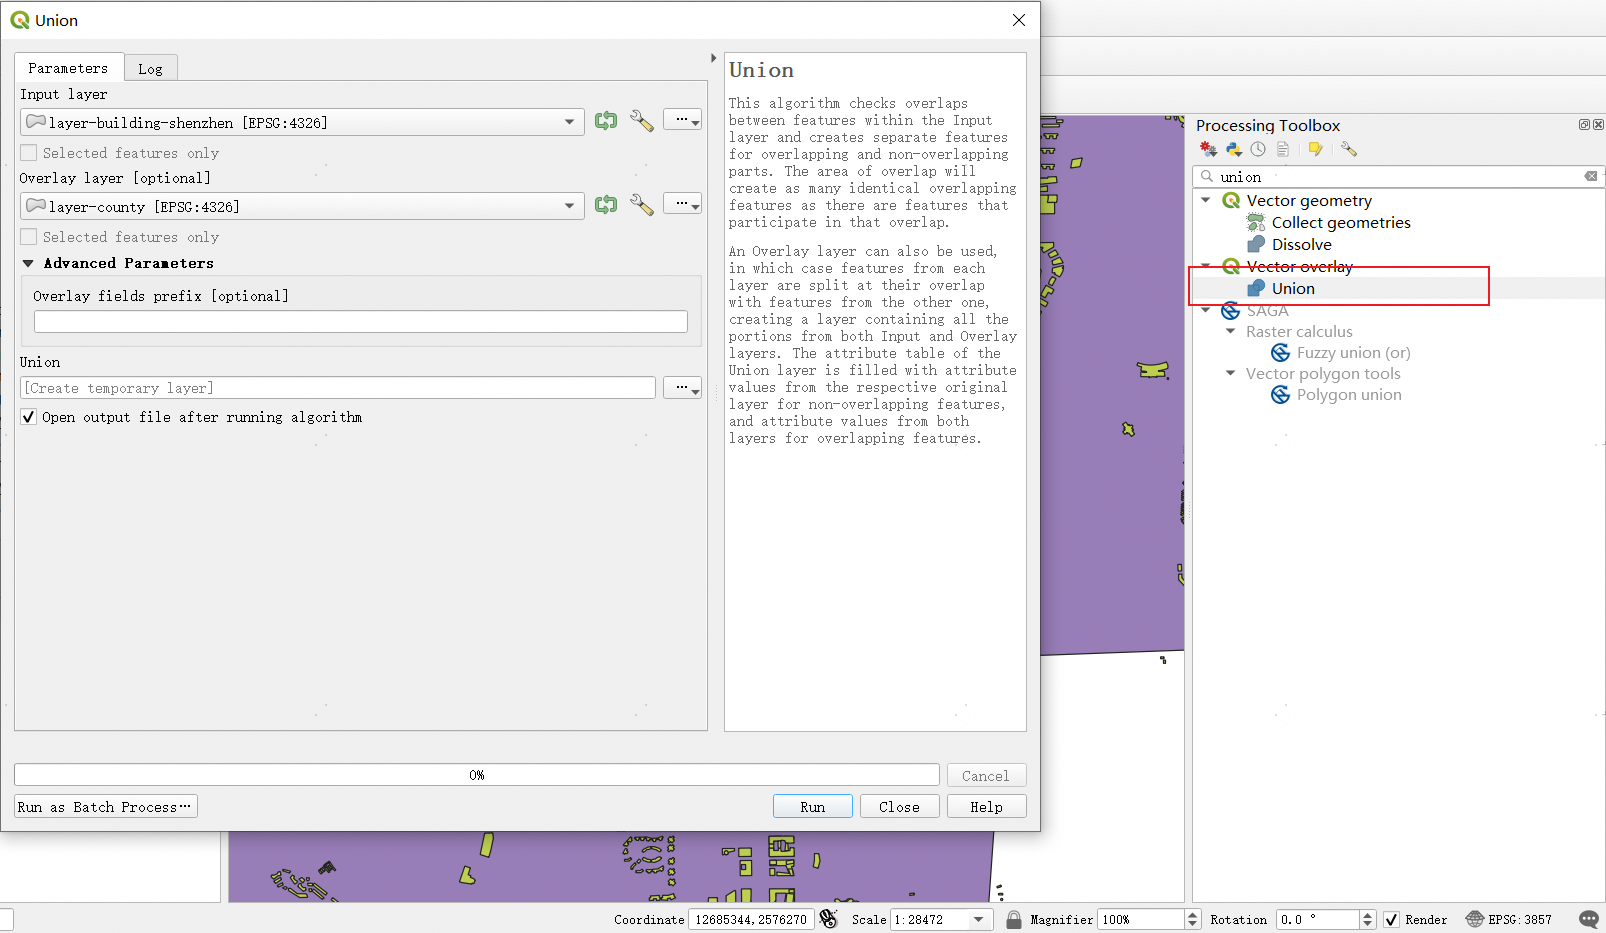 Union
Parameters
Log
Input layer
layer-building-shenzhen [EPSG:4326]
Selected features only
Overlay layer [optional]
layer-county [EPSG:4326]
Selected features only
Advanced Parameters
Overlay fields prefix [optional]
Union
[Create temporary layer]
Open output file after running algorithm
Union
This algorithm checks overlaps
between features within the Input
layer and creates separate features
for overlapping and non-overlapping
parts. The area of overlap will
create as many identical overlapping
features as there are features that
participate in that overlap.
An Overlay layer can also be used,
in which case features from each
layer are split at their overlap
with features from the other one,
creating a layer containing all the
portions from both Input and Overlay
layers. The attribute table of the
Union layer is filled with attribute
values from the respective original
layer for non-overlapping features,
and attribute values from both
layers for overlapping features.
0%
Cancel
Run as Batch Process…
Run
Close
Help
Processing Toolbox
union
Vector geometry
Collect geometries
Dissolve
Vector overlay
Union
SAGA
Raster calculus
Fuzzy union (or)
Vector polygon tools
Polygon union
Coordinate 12685344,2576270 Scale 1:28472 Magnifier 100% Rotation 0.0 ° Render EPSG:3857